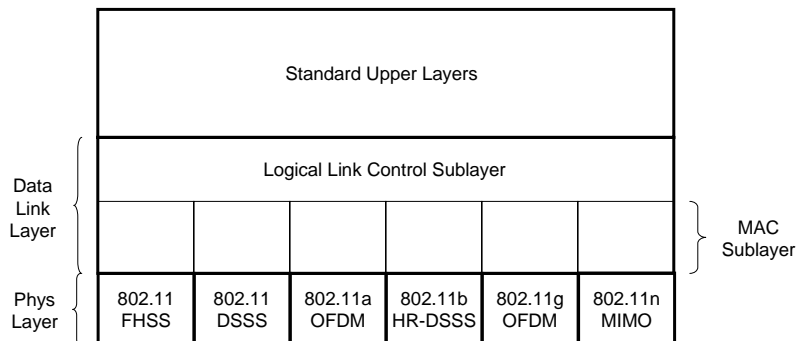 Standard Upper Layers
Logical Link Control Sublayer
Data
Link
Layer
MAC
Sublayer
Phys
Layer
802.11
FHSS
802.11
DSSS
802.11a
OFDM
802.11b
HR-DSSS
802.11g
OFDM
802.11n
MIMO